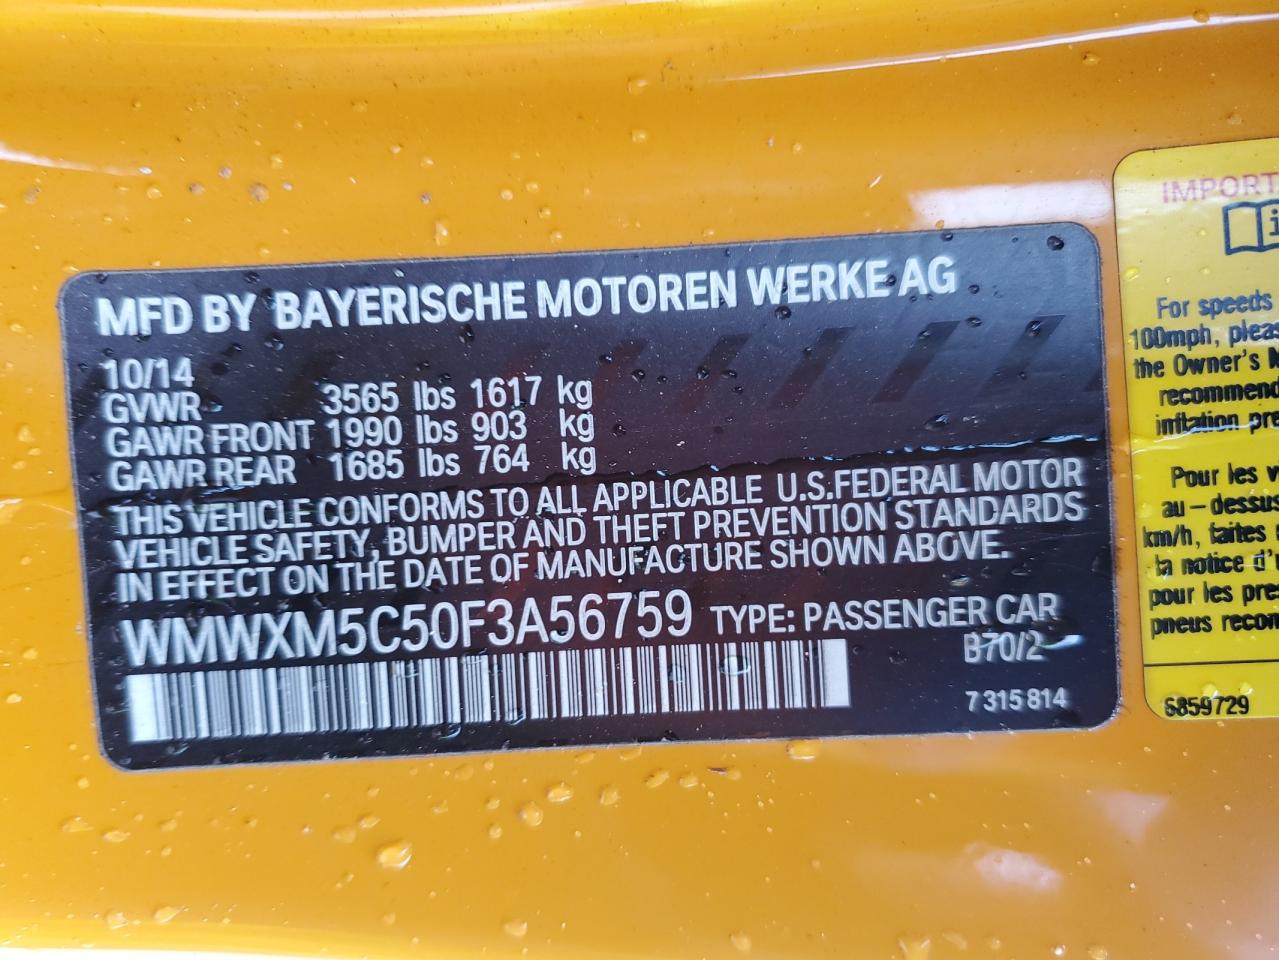 MFD BY BAYERISCHE MOTOREN WERKE AG
10/14
GVWR 3565 lbs 1617 kg
GAWR FRONT 1990 lbs 903 kg
GAWR REAR 1685 lbs 764 kg
THIS VEHICLE CONFORMS TO ALL APPLICABLE U.S.FEDERAL MOTOR
VEHICLE SAFETY, BUMPER AND THEFT PREVENTION STANDARDS
IN EFFECT ON THE DATE OF MANUFACTURE SHOWN ABOVE.
WMWXM5C50F3A56759 TYPE: PASSENGER CAR
B70/2
7 315 814
IMPORT
i
For speeds
100mph, pleas
the Owner's
recommend
inflation pre
Pour les v
au-dessus
km/h, faites
la notice d'
pour les pre
pneus recom
6859729